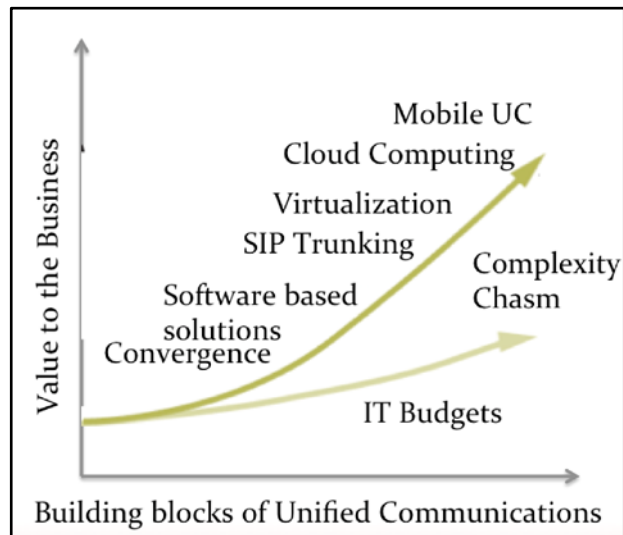 Value to the Business
Mobile UC
Cloud Computing
Virtualization
SIP Trunking
Complexity
Chasm
Software based
solutions
Convergence
IT Budgets
Building blocks of Unified Communications